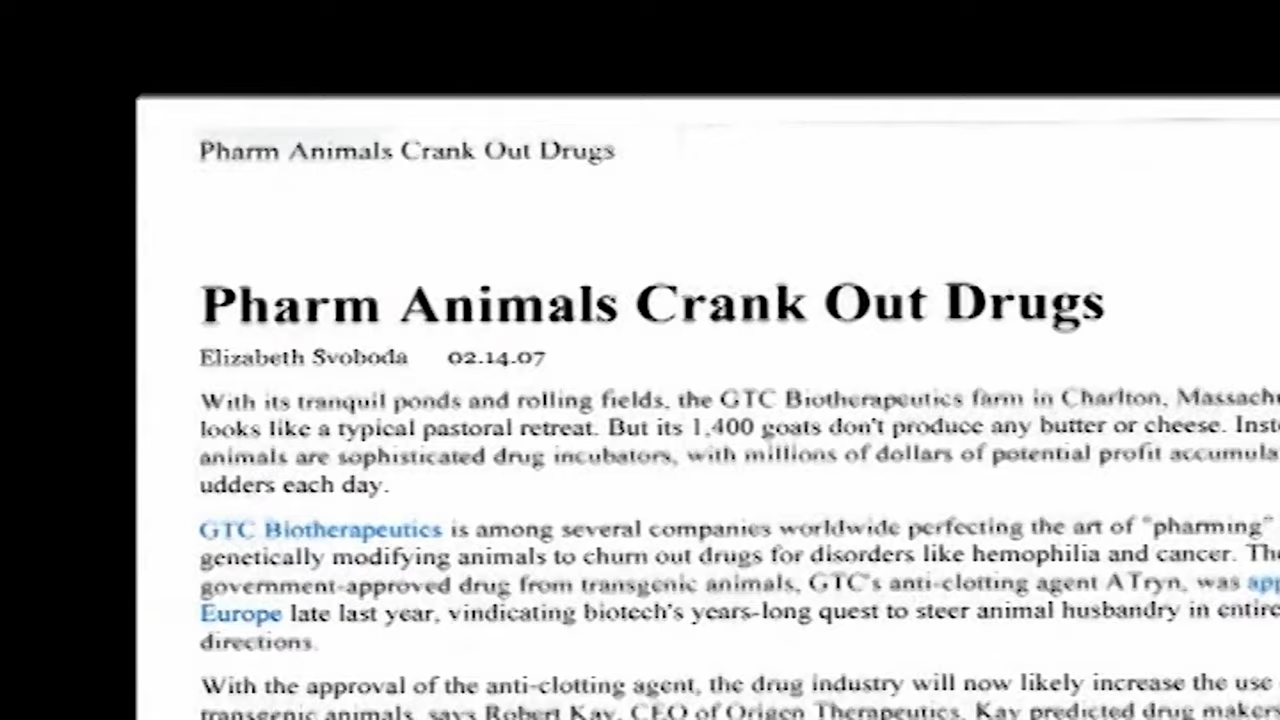 Pharm Animals Crank Out Drugs
Pharm Animals Crank Out Drugs
Elizabeth Svoboda 02.14.07
With its tranquil ponds and rolling fields, the GTC Biotherapeutics farm in Charlton, Massach
looks like a typical pastoral retreat. But its 1,400 goats don't produce any butter or cheese. Inst
animals are sophisticated drug incubators, with millions of dollars of potential profit accumula
udders each day.
GTC Biotherapeutics is among several companies worldwide perfecting the art of "pharming"
genetically modifying animals to churn out drugs for disorders like hemophilia and cancer. Th
government-approved drug from transgenic animals, GTC's anti-clotting agent ATryn, was ap
Europe late last year, vindicating biotech's years-long quest to steer animal husbandry in entire
directions.
With the approval of the anti-clotting agent, the drug industry will now likely increase the use
transgenic animals, says Robert Kay, CEO of Origen Therapeutics. Kay predicted drug makers